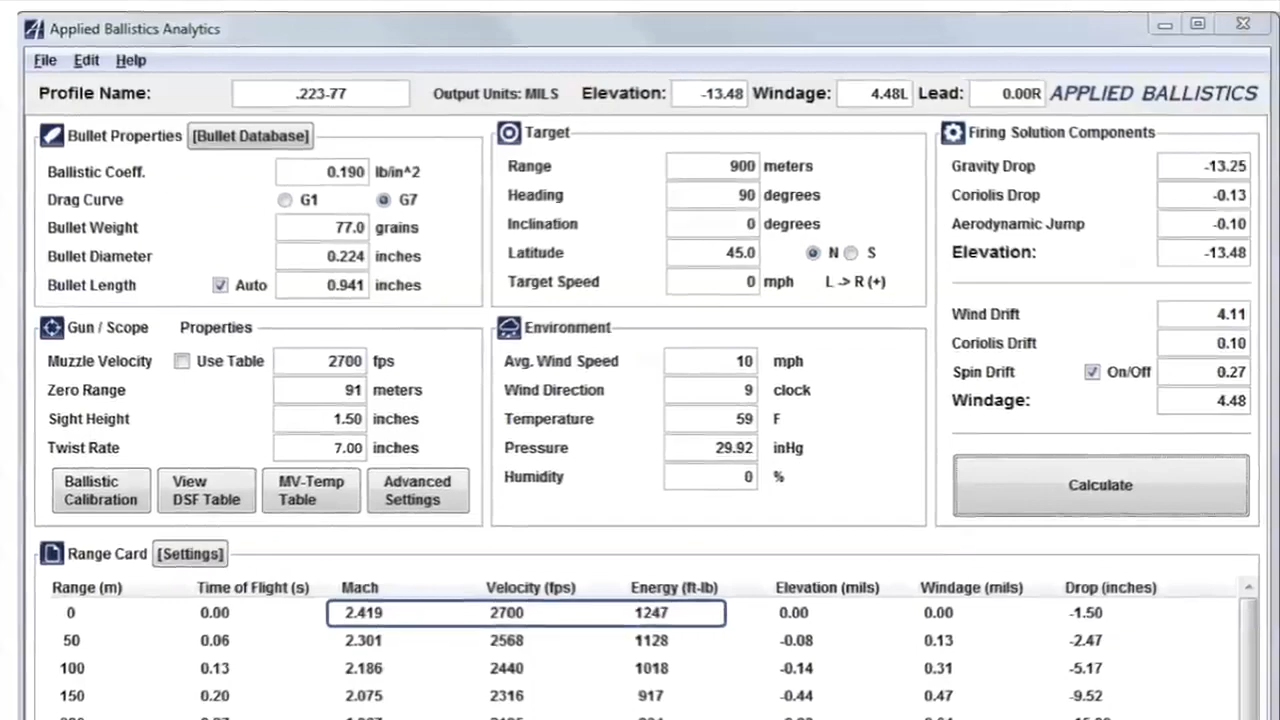 Applied Ballistics Analytics
File Edit Help
Profile Name: .223-77 Output Units: MILS Elevation: -13.48 Windage: 4.48L Lead: 0.00R APPLIED BALLISTICS
Bullet Properties [Bullet Database]
Ballistic Coeff. 0.190 lb/in^2
Drag Curve G1 G7
Bullet Weight 77.0 grains
Bullet Diameter 0.224 inches
Bullet Length Auto 0.941 inches
Target
Range 900 meters
Heading 90 degrees
Inclination 0 degrees
Latitude 45.0 N S
Target Speed 0 mph L -> R (+)
Firing Solution Components
Gravity Drop -13.25
Coriolis Drop -0.13
Aerodynamic Jump -0.10
Elevation: -13.48
Wind Drift 4.11
Coriolis Drift 0.10
Spin Drift On/Off 0.27
Windage: 4.48
Calculate
Gun / Scope Properties
Muzzle Velocity Use Table 2700 fps
Zero Range 91 meters
Sight Height 1.50 inches
Twist Rate 7.00 inches
Ballistic Calibration View DSF Table MV-Temp Table Advanced Settings
Environment
Avg. Wind Speed 10 mph
Wind Direction 9 clock
Temperature 59 F
Pressure 29.92 inHg
Humidity 0 %
Range Card [Settings]
Range (m) Time of Flight (s) Mach Velocity (fps) Energy (ft-lb) Elevation (mils) Windage (mils) Drop (inches)
0 0.00 2.419 2700 1247 0.00 0.00 -1.50
50 0.06 2.301 2568 1128 -0.08 0.13 -2.47
100 0.13 2.186 2440 1018 -0.14 0.31 -5.17
150 0.20 2.075 2316 917 -0.44 0.47 -9.52